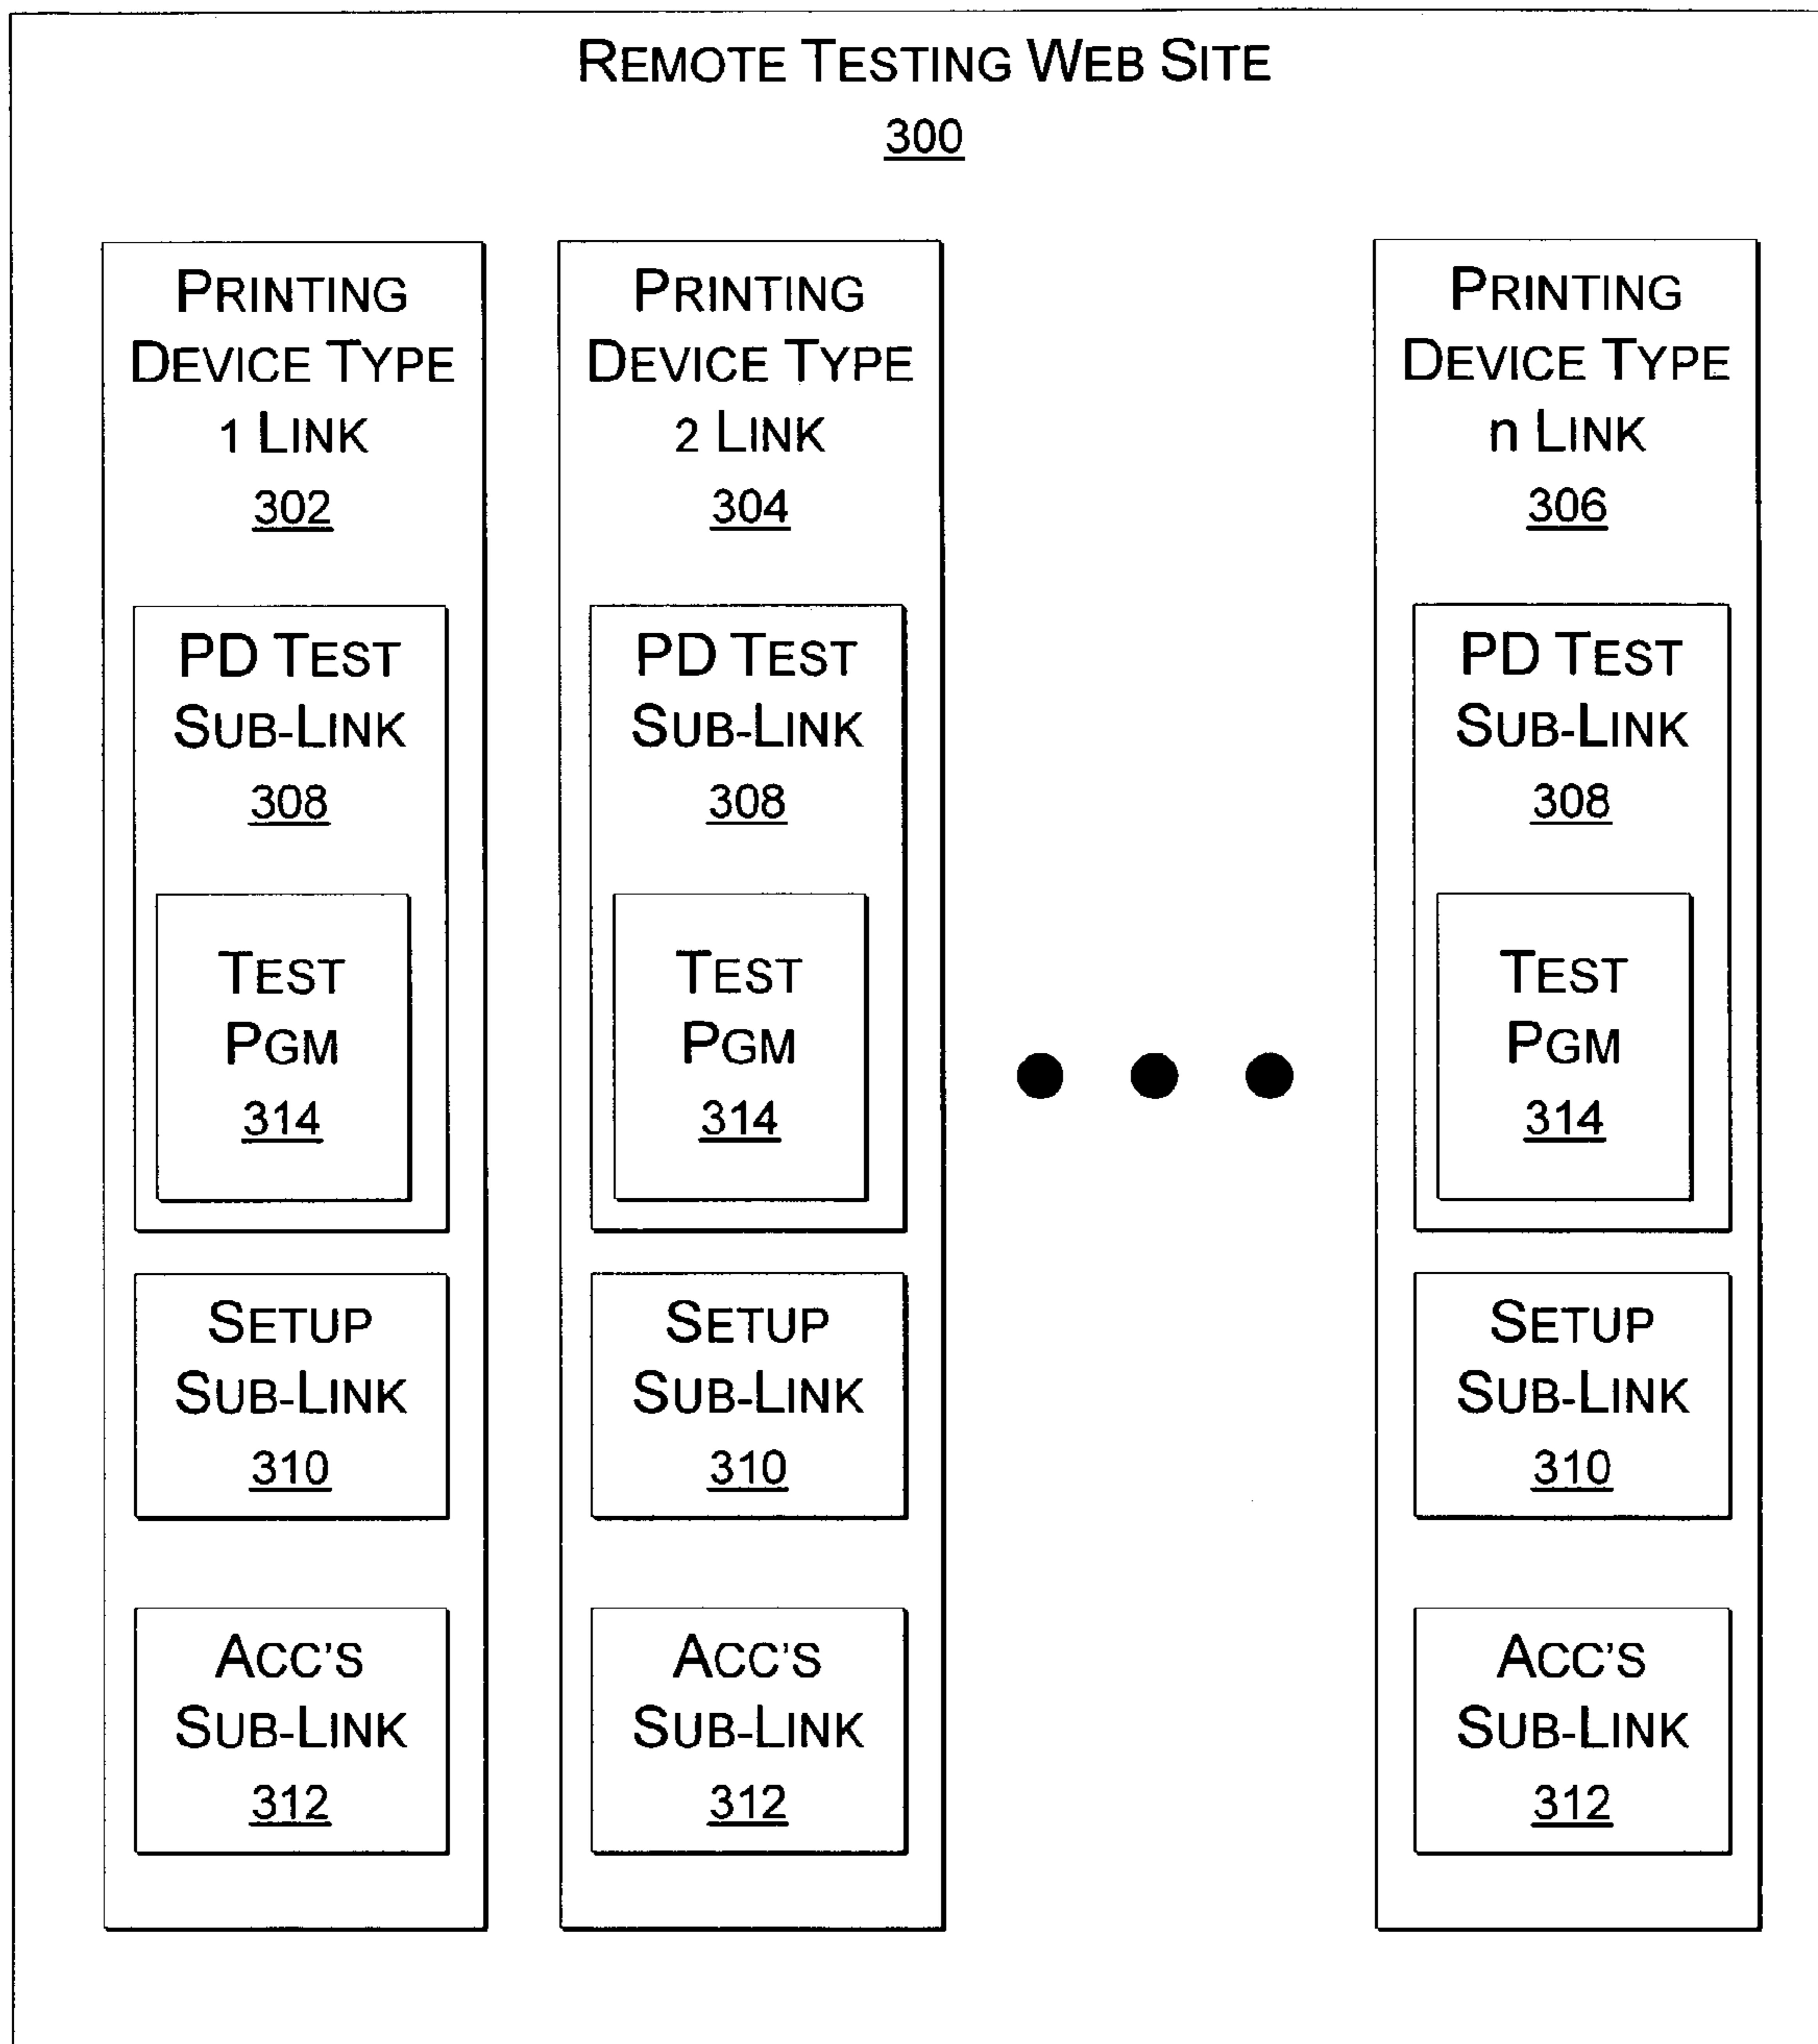 REMOTE TESTING WEB SITE
300
PRINTING
DEVICE TYPE
1 LINK
302
PD TEST
SUB-LINK
308
TEST
PGM
314
SETUP
SUB-LINK
310
ACC'S
SUB-LINK
312
PRINTING
DEVICE TYPE
2 LINK
304
PD TEST
SUB-LINK
308
TEST
PGM
314
SETUP
SUB-LINK
310
ACC'S
SUB-LINK
312
PRINTING
DEVICE TYPE
n LINK
306
PD TEST
SUB-LINK
308
TEST
PGM
314
SETUP
SUB-LINK
310
ACC'S
SUB-LINK
312